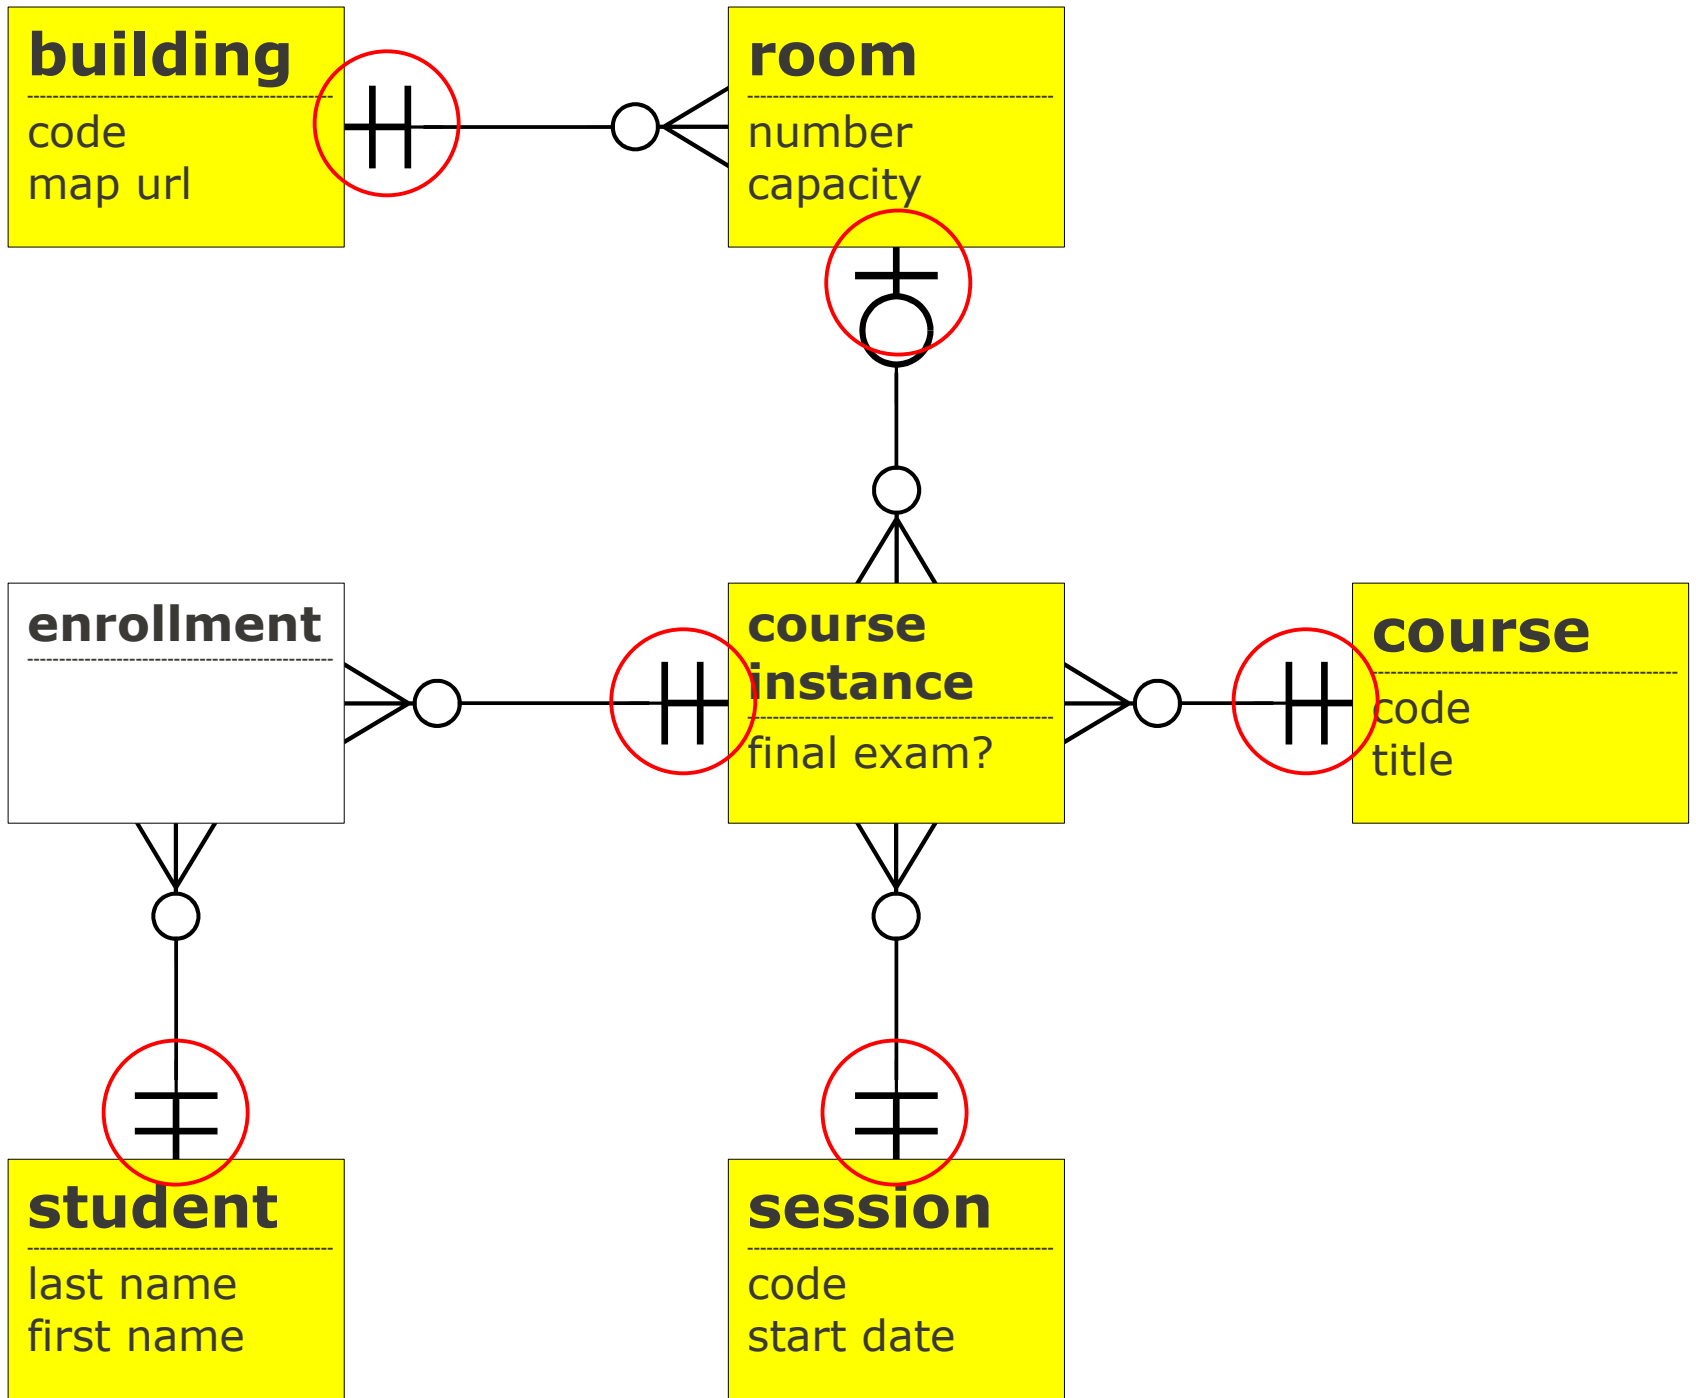 building
code
map url
room
number
capacity
enrollment
course
instance
final exam?
course
code
title
student
last name
first name
session
code
start date